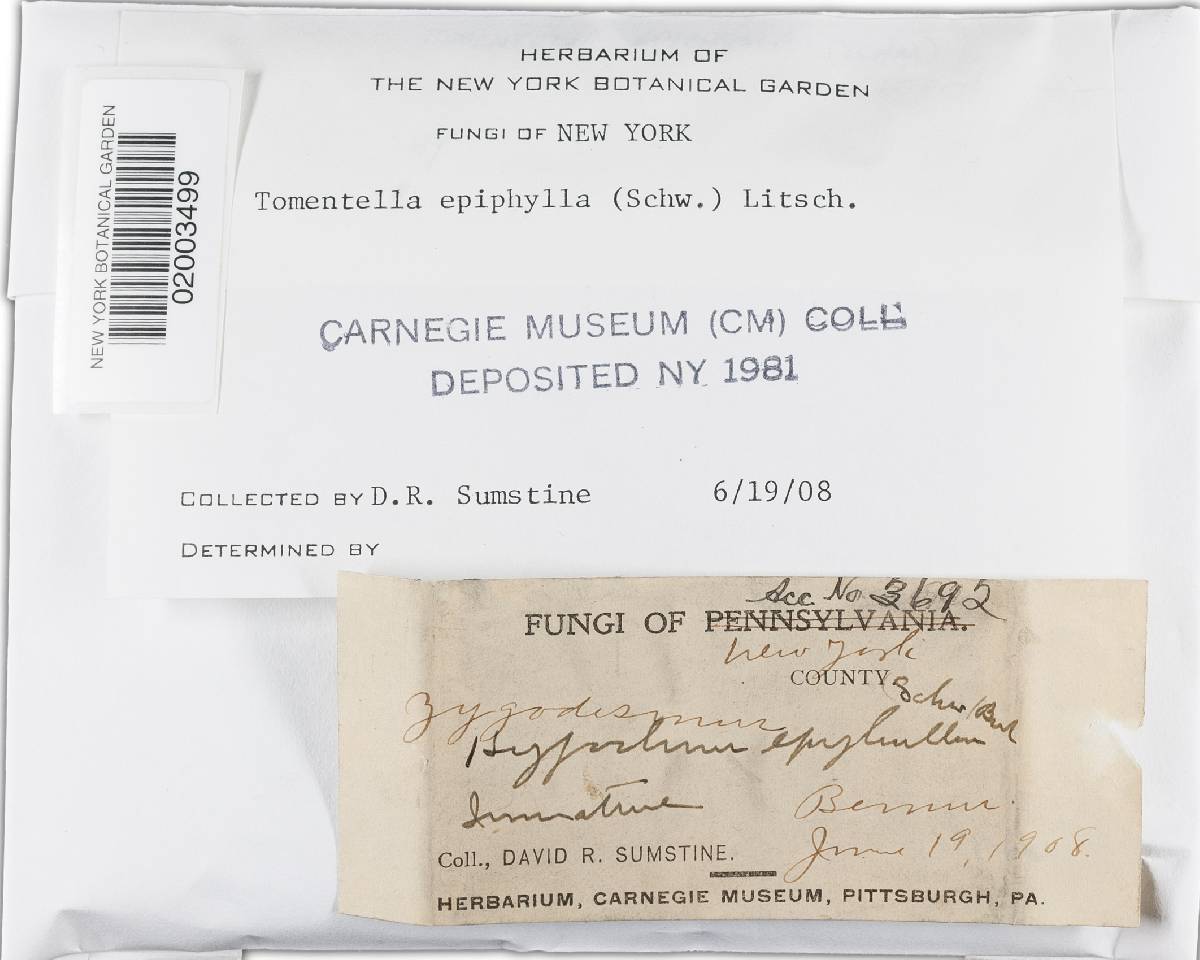 HERBARIUM OF
THE NEW YORK BOTANICAL GARDEN
FUNGI OF NEW YORK
Tomentella epiphylla (Schw.) Litsch.
NEW YORK BOTANICAL GARDEN
02003499
CARNEGIE MUSEUM (CM) COLL
DEPOSITED NY 1981
COLLECTED BY D.R. Sumstine 6/19/08
DETERMINED BY
Acc No 3692
FUNGI OF PENNSYLVANIA.
New York
COUNTY
Schw
Zygodesmus
Hypochnus epiphyllus
Immature Bemus
Coll., DAVID R. SUMSTINE. June 19, 1908.
HERBARIUM, CARNEGIE MUSEUM, PITTSBURGH, PA.